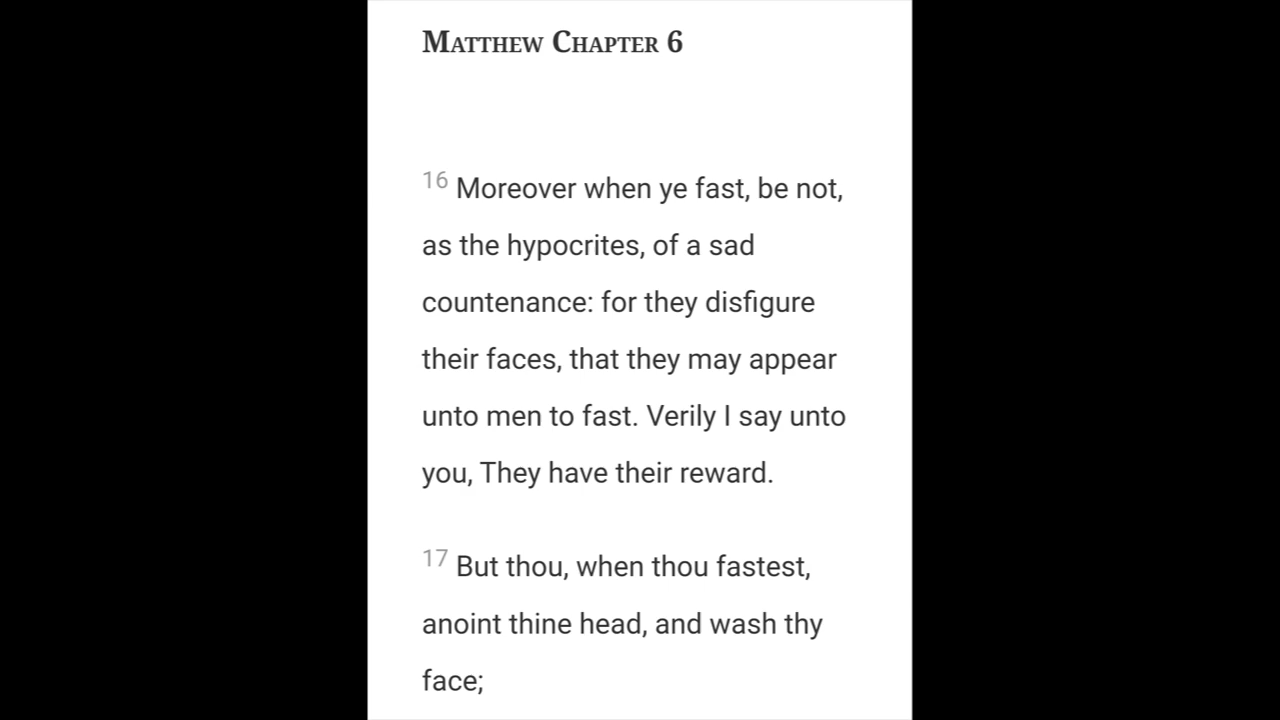 Matthew Chapter 6
16 Moreover when ye fast, be not,
as the hypocrites, of a sad
countenance: for they disfigure
their faces, that they may appear
unto men to fast. Verily I say unto
you, They have their reward.
17 But thou, when thou fastest,
anoint thine head, and wash thy
face;